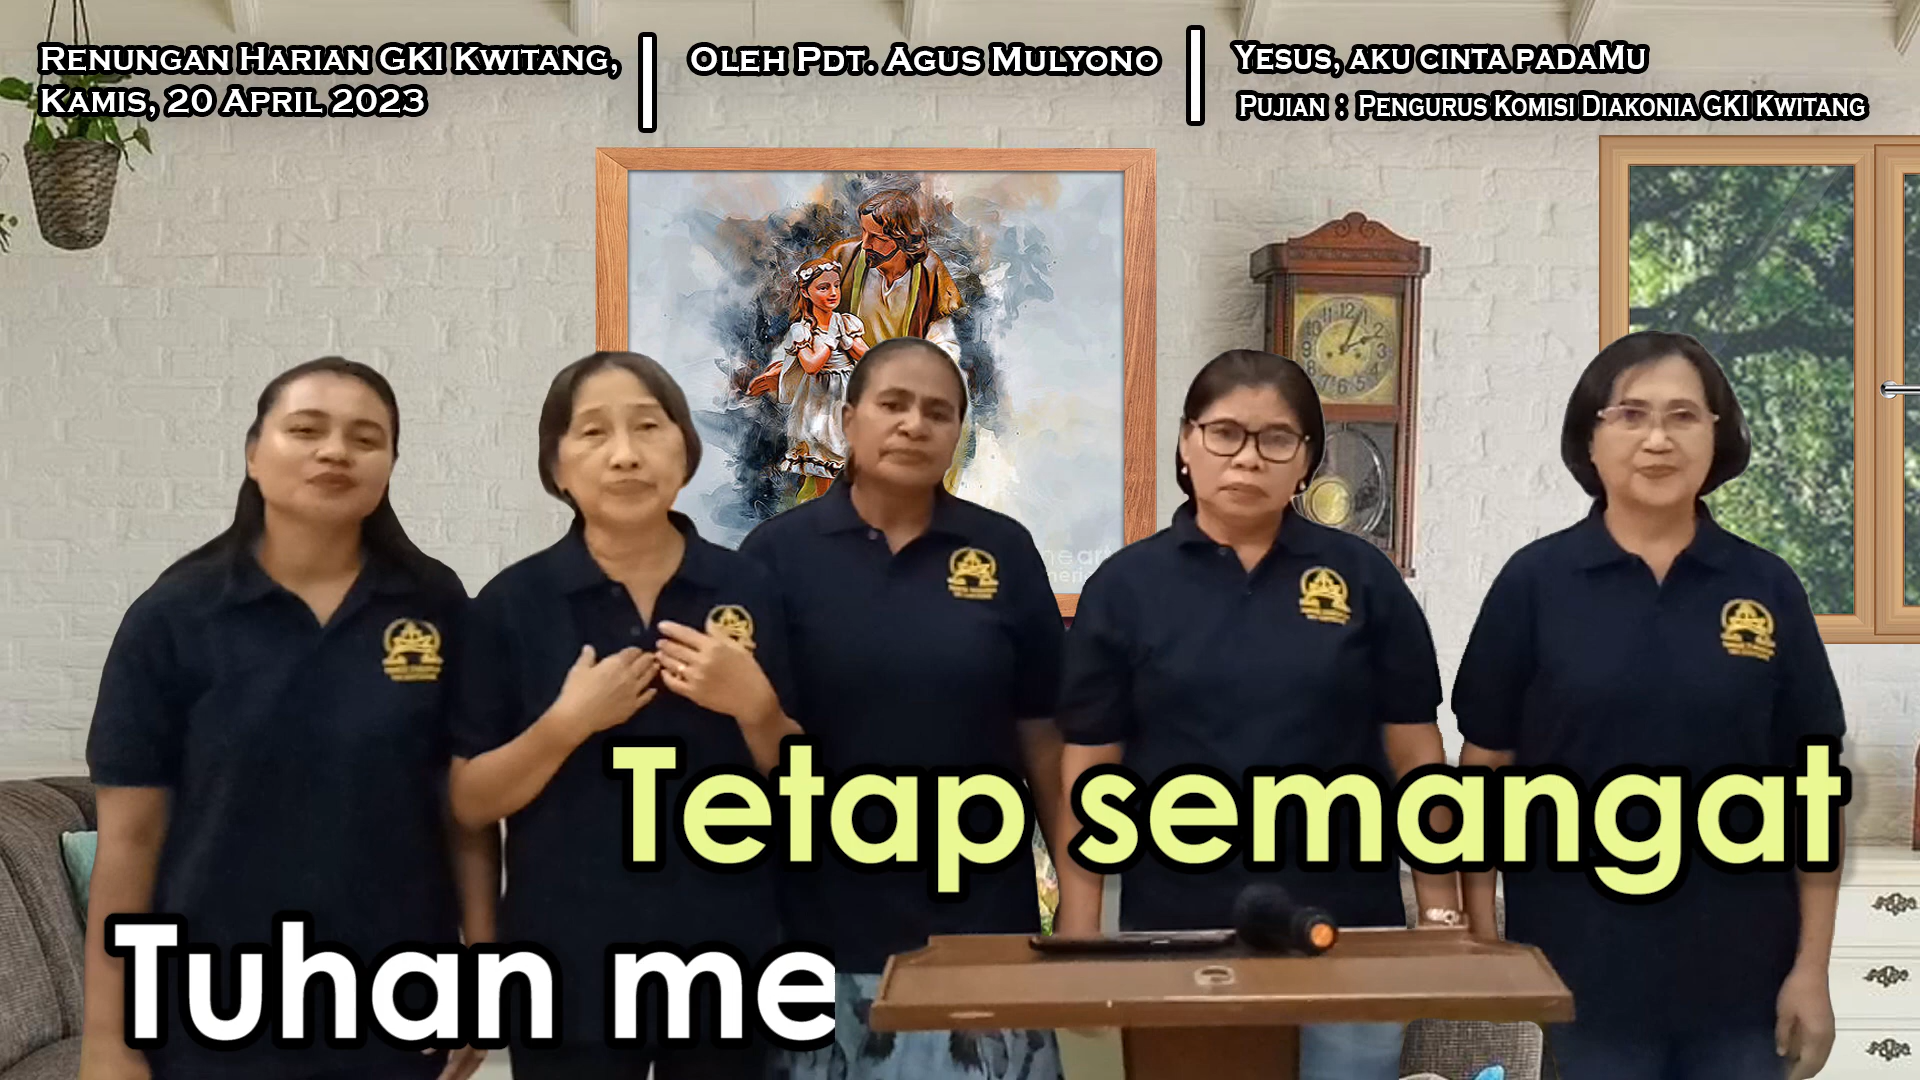 Renungan Harian GKI Kwitang,
Kamis, 20 April 2023
Oleh Pdt. Agus Mulyono
Yesus, aku cinta padaMu
Pujian : Pengurus Komisi Diakonia GKI Kwitang
Tetap semangat
Tuhan me